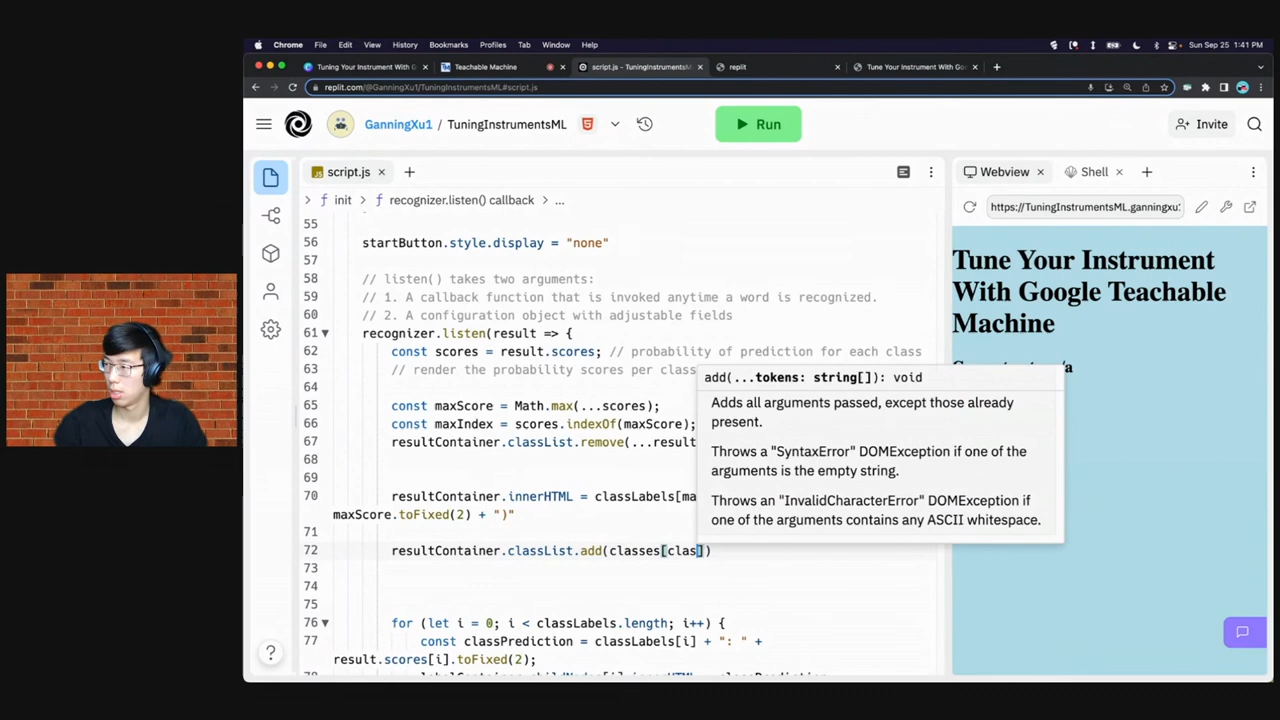 Chrome File Edit View History Bookmarks Profiles Tab Window Help
Sun Sep 25 1:41 PM
Tuning Your Instrument With G
Teachable Machine
script.js - TuningInstrumentsM
replit
Tune Your Instrument With Goo
replit.com/@GanningXu1/TuningInstrumentsML#script.js
GanningXu1 / TuningInstrumentsML
Run
Invite
script.js
Webview
Shell
init
recognizer.listen() callback
...
https://TuningInstrumentsML.ganningxu1
55
56 startButton.style.display = "none"
57
58 // listen() takes two arguments:
59 // 1. A callback function that is invoked anytime a word is recognized.
60 // 2. A configuration object with adjustable fields
61 recognizer.listen(result => {
62 const scores = result.scores; // probability of prediction for each class
63 // render the probability scores per class
64
65 const maxScore = Math.max(...scores);
66 const maxIndex = scores.indexOf(maxScore);
67 resultContainer.classList.remove(...result
68
69
70 resultContainer.innerHTML = classLabels[ma
maxScore.toFixed(2) + ")"
71
72 resultContainer.classList.add(classes[clas])
73
74
75
76 for (let i = 0; i < classLabels.length; i++) {
77 const classPrediction = classLabels[i] + ": " +
result.scores[i].toFixed(2);
add(...tokens: string[]): void
Adds all arguments passed, except those already
present.
Throws a "SyntaxError" DOMException if one of the
arguments is the empty string.
Throws an "InvalidCharacterError" DOMException if
one of the arguments contains any ASCII whitespace.
Tune Your Instrument
With Google Teachable
Machine